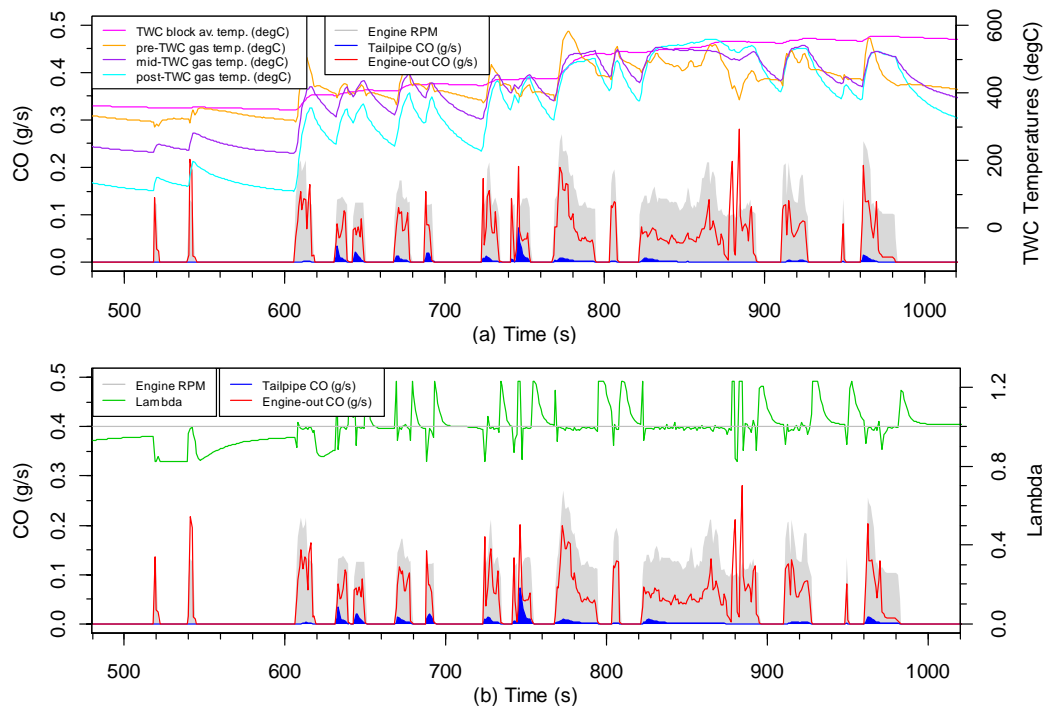 TWC block av. temp. (degC)
pre-TWC gas temp. (degC)
mid-TWC gas temp. (degC)
post-TWC gas temp. (degC)
Engine RPM
Tailpipe CO (g/s)
Engine-out CO (g/s)
0.5
0.4
0.3
0.2
0.1
0.0
CO (g/s)
600
400
200
0
TWC Temperatures (degC)
500 600 700 800 900 1000
(a) Time (s)
Engine RPM
Lambda
Tailpipe CO (g/s)
Engine-out CO (g/s)
0.5
0.4
0.3
0.2
0.1
0.0
CO (g/s)
1.2
0.8
0.4
0.0
Lambda
500 600 700 800 900 1000
(b) Time (s)